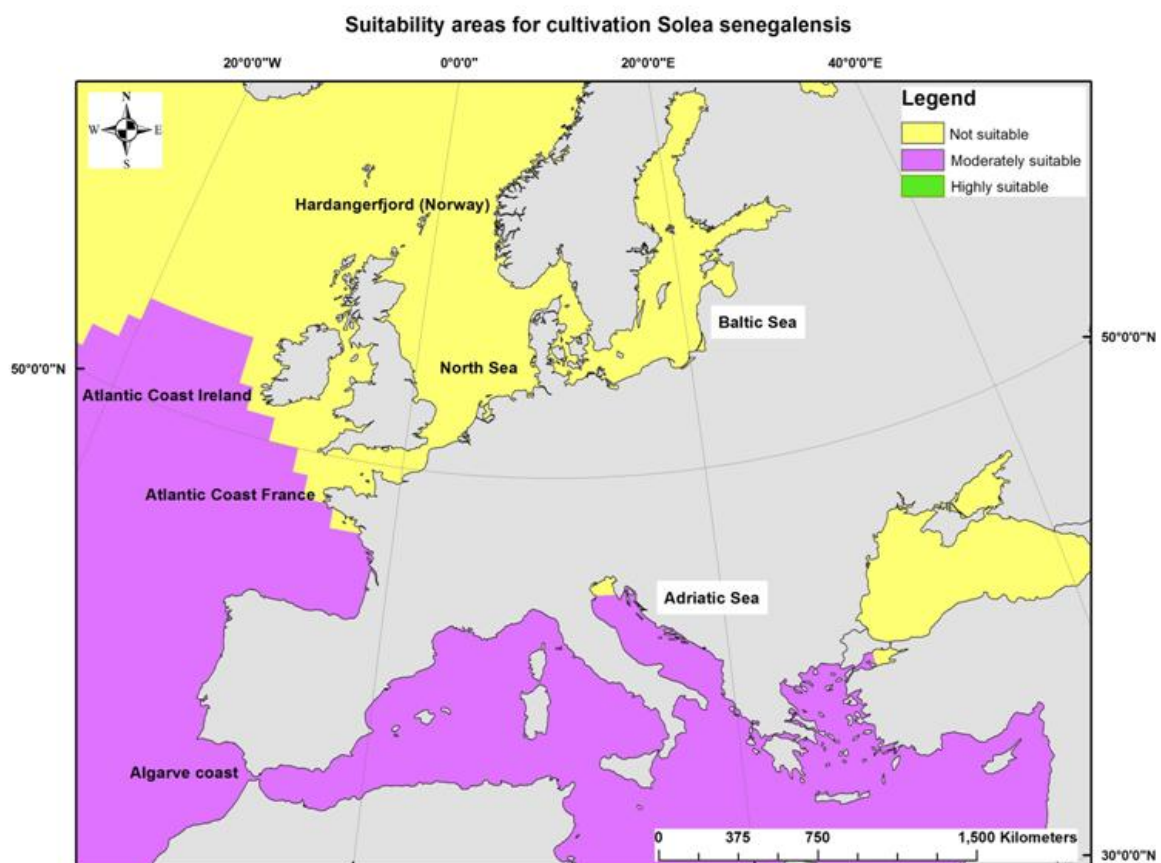 Suitability areas for cultivation Solea senegalensis
20°0'0"W 0°0'0" 20°0'0"E 40°0'0"E
N
W E
S
Legend
Not suitable
Moderately suitable
Highly suitable
Hardangerfjord (Norway)
Baltic Sea
50°0'0"N 50°0'0"N
North Sea
Atlantic Coast Ireland
Atlantic Coast France
Adriatic Sea
Algarve coast
0 375 750 1,500 Kilometers
30°0'0"N